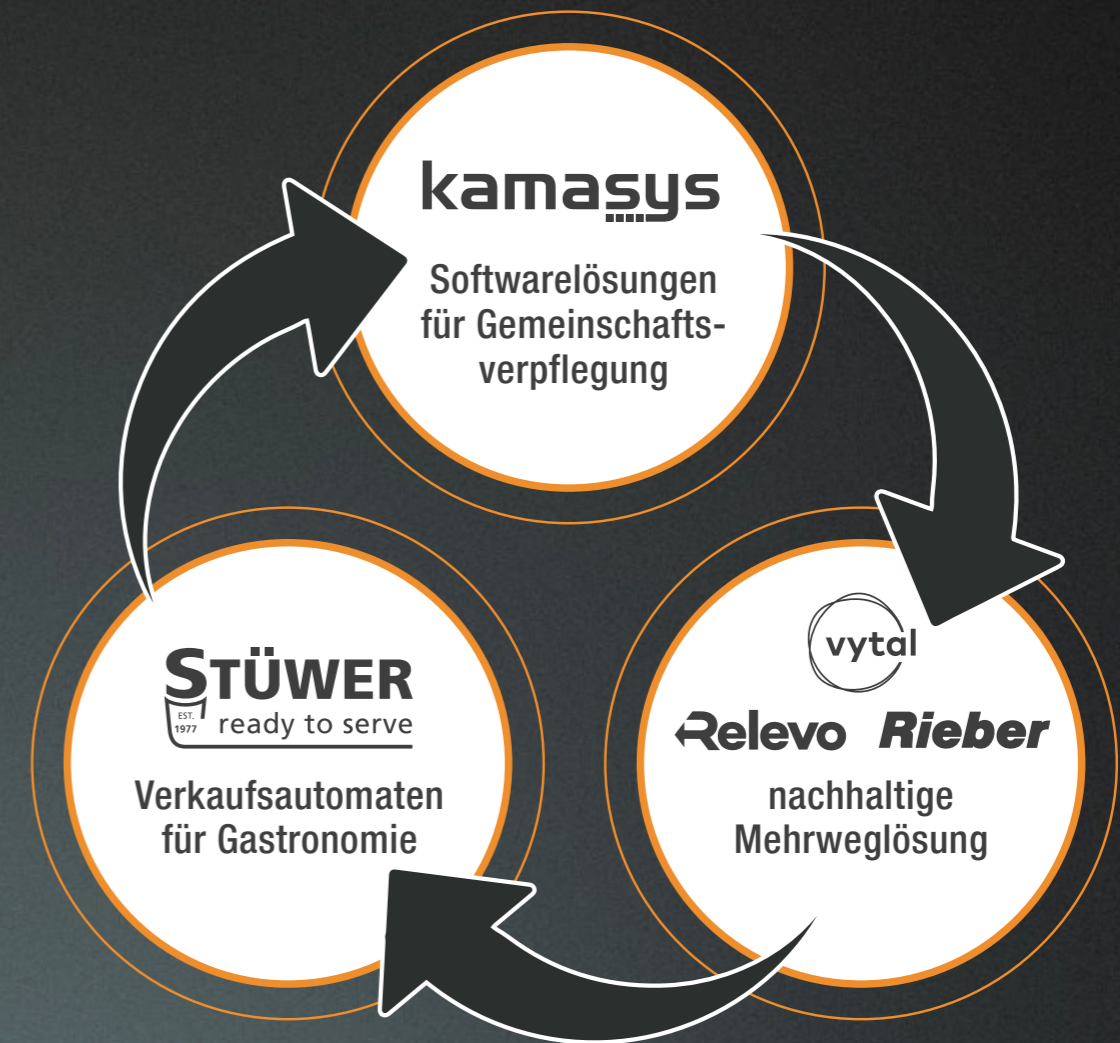 kamasys
Softwarelösungen
für Gemeinschafts-
verpflegung
STÜWER
EST.
1977
ready to serve
Verkaufsautomaten
für Gastronomie
vytal
Relevo Rieber
nachhaltige
Mehrweglösung